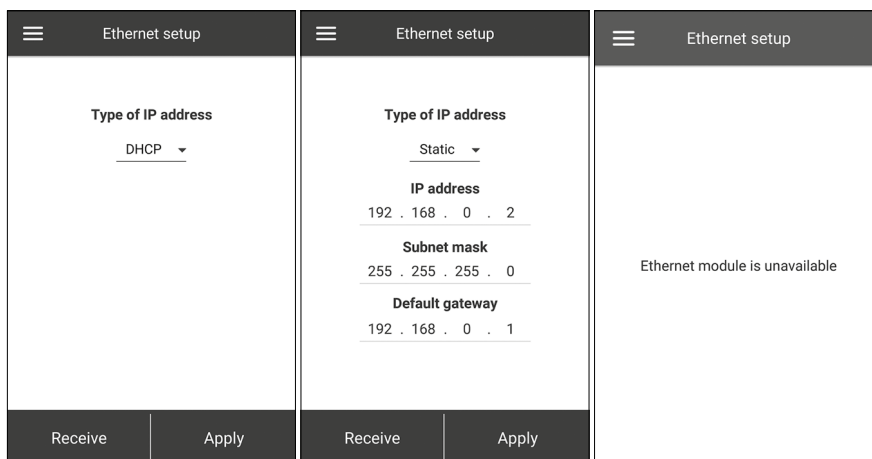 Ethernet setup
Type of IP address
DHCP
Receive
Apply
Ethernet setup
Type of IP address
Static
IP address
192 . 168 . 0 . 2
Subnet mask
255 . 255 . 255 . 0
Default gateway
192 . 168 . 0 . 1
Receive
Apply
Ethernet setup
Ethernet module is unavailable